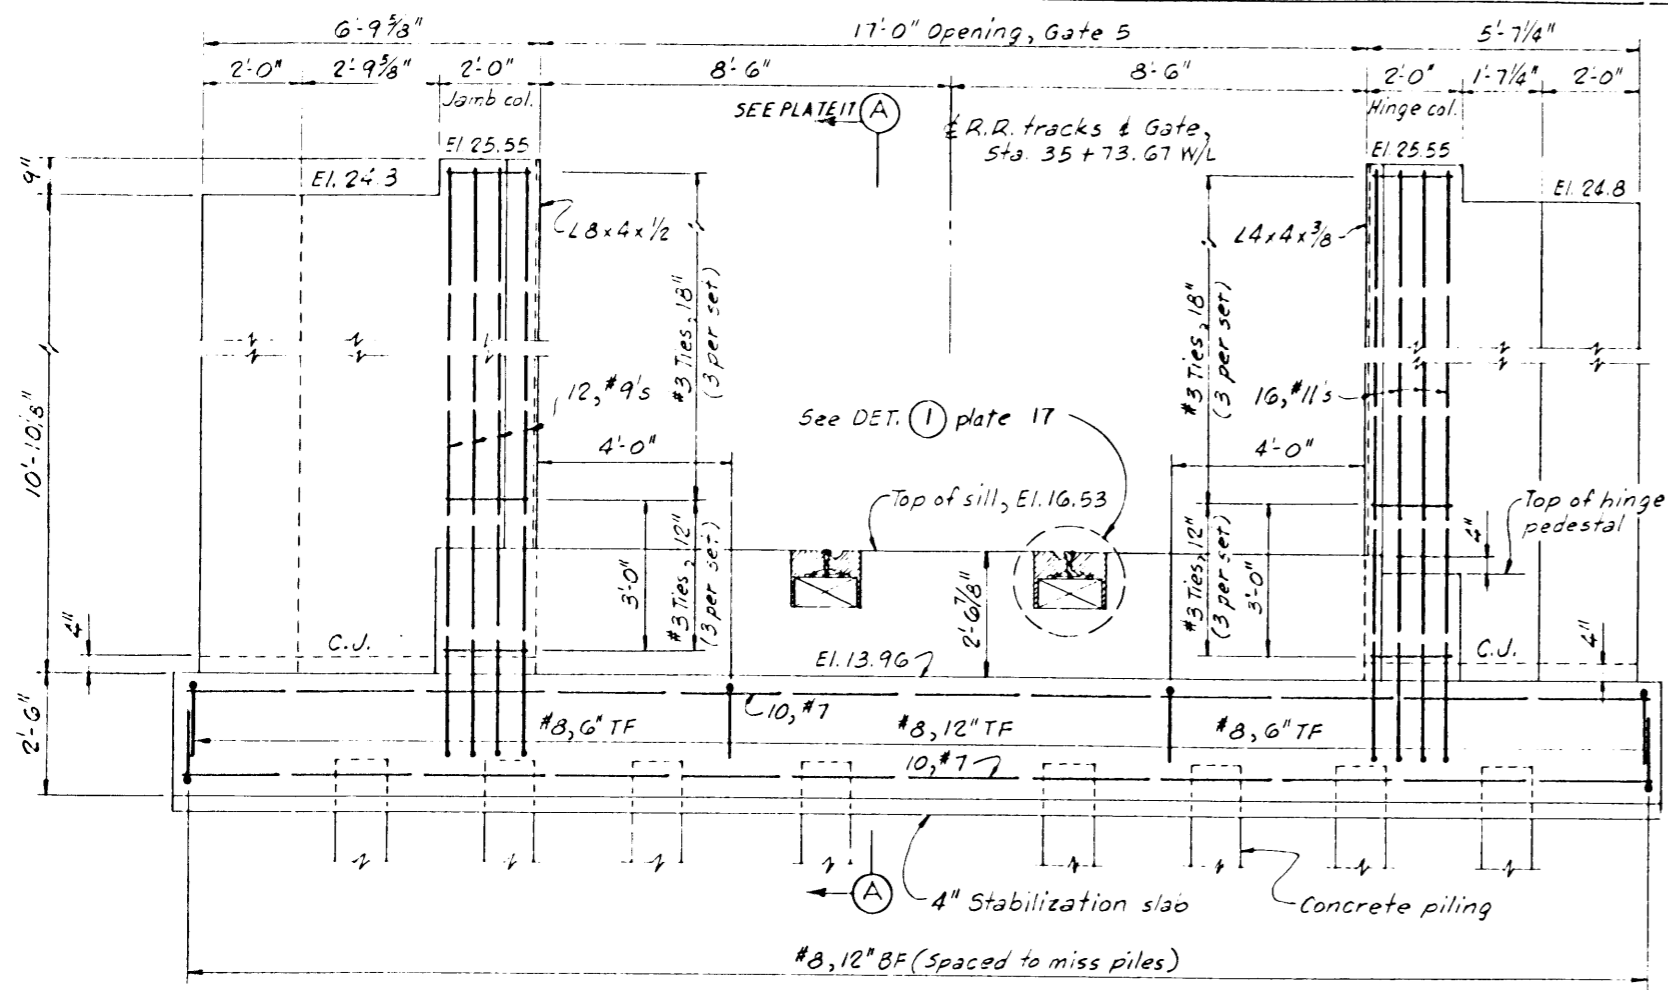 6'-9 5/8"
17'-0" Opening, Gate 5
5'-7 1/4"
2'-0"
2'-9 5/8"
2'-0"
8'-6"
8'-6"
2'-0"
1'-7 1/4"
2'-0"
Jamb col.
SEE PLATE 17
A
℄ R.R. tracks & Gate,
Sta. 35 + 73.67 W/L
Hinge col.
El 25.55
El. 25.55
9"
El. 24.3
El. 24.8
L8x4x1/2
L4x4x3/8
#3 Ties, 18"
(3 per set)
#3 Ties, 18"
(3 per set)
12, #9's
16, #11's
See DET. 1 plate 17
4'-0"
4'-0"
10'-10.8"
Top of sill, El. 16.53
Top of hinge
pedestal
4"
#3 Ties, 12"
(3 per set)
3'-0"
2'-6 7/8"
#3 Ties, 12"
(3 per set)
3'-0"
4"
C.J.
El. 13.96
C.J.
4"
2'-6"
10, #7
#8, 6" TF
#8, 12" TF
#8, 6" TF
10, #7
A
4" Stabilization slab
Concrete piling
#8, 12" BF (Spaced to miss piles)